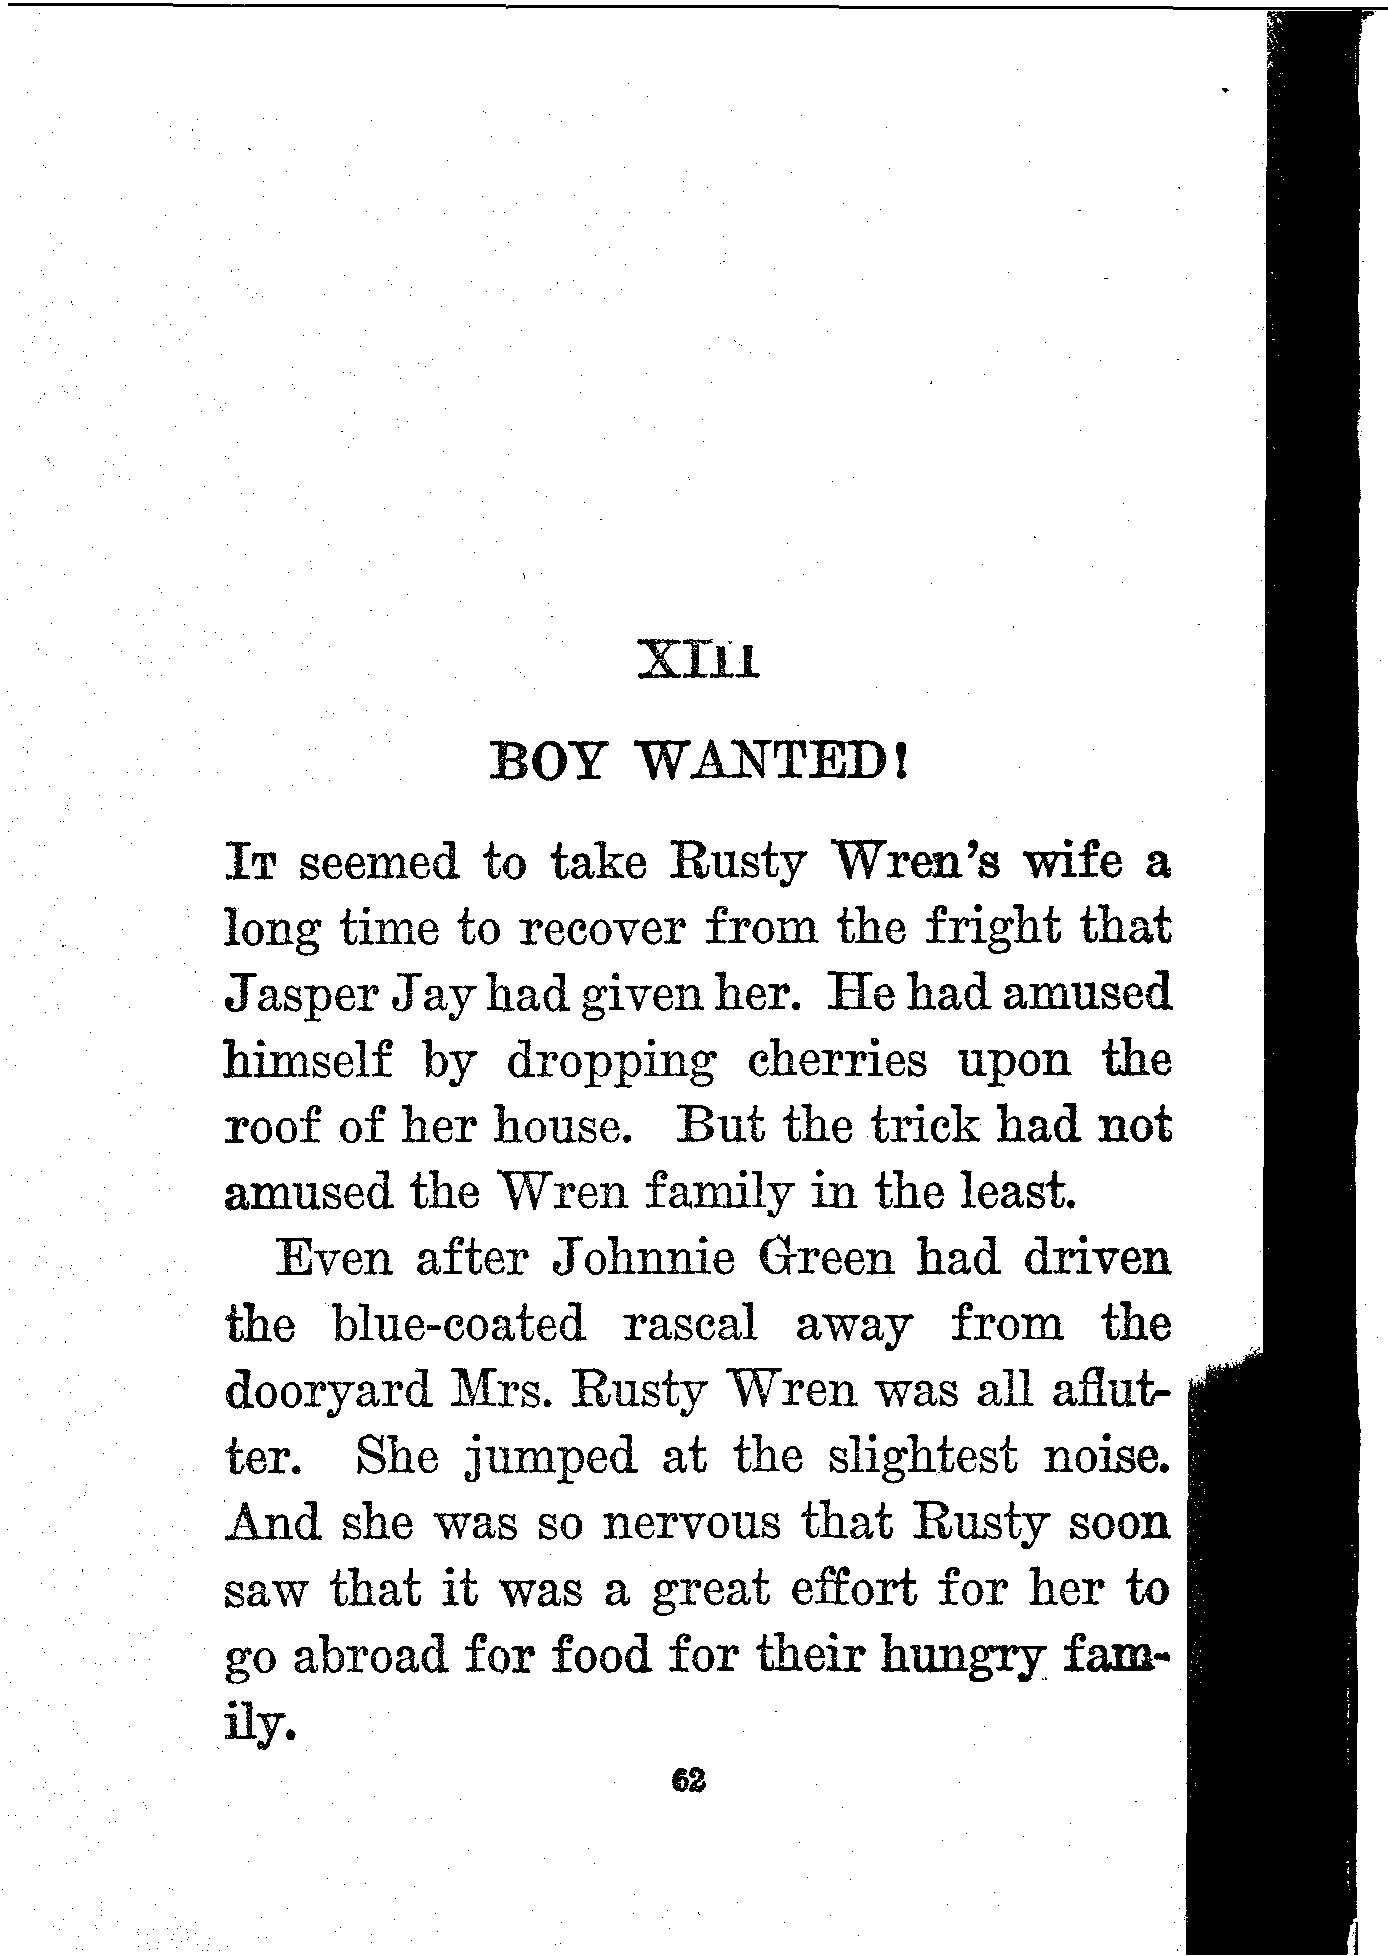 XIII
BOY WANTED!
IT seemed to take Rusty Wren's wife a
long time to recover from the fright that
Jasper Jay had given her. He had amused
himself by dropping cherries upon the
roof of her house. But the trick had not
amused the Wren family in the least.
Even after Johnnie Green had driven
the blue-coated rascal away from the
dooryard Mrs. Rusty Wren was all aflut-
ter. She jumped at the slightest noise.
And she was so nervous that Rusty soon
saw that it was a great effort for her to
go abroad for food for their hungry fam-
ily.
62